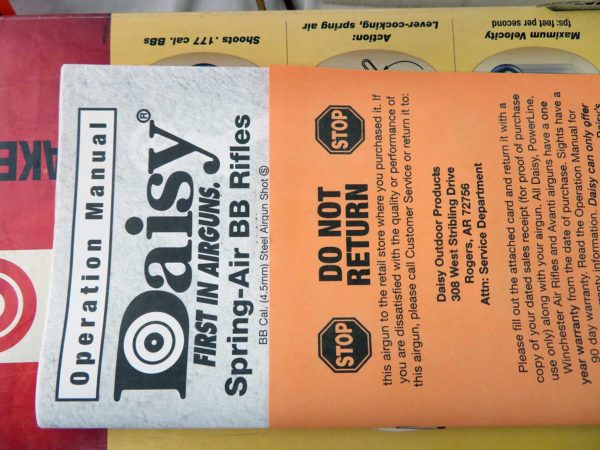 Shoots .177 cal. BBs
Action:
Lever-cocking, spring air
Maximum Velocity
fps: feet per second
AKE
Operation Manual
Daisy®
FIRST IN AIRGUNS.
Spring-Air BB Rifles
BB Cal. (4.5mm) Steel Airgun Shot Ⓢ
STOP
DO NOT
RETURN
STOP
this airgun to the retail store where you purchased it. If
you are dissatisfied with the quality or performance of
this airgun, please call Customer Service or return it to:
Daisy Outdoor Products
308 West Stribling Drive
Rogers, AR 72756
Attn: Service Department
Please fill out the attached card and return it with a
copy of your dated sales receipt (for proof of purchase
use only) along with your airgun. All Daisy, PowerLine,
Winchester Air Rifles and Avanti airguns have a one
year warranty from the date of purchase. Sights have a
90 day warranty. Read the Operation Manual for
warranty information. Daisy can only offer
Daisy's